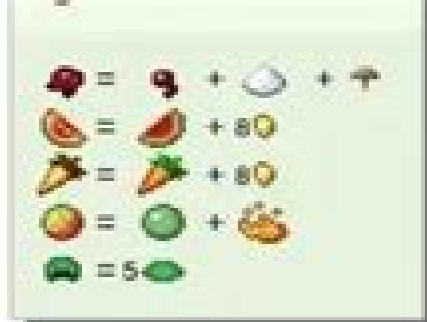 = + +
= + 8
= + 8
= +
= 5